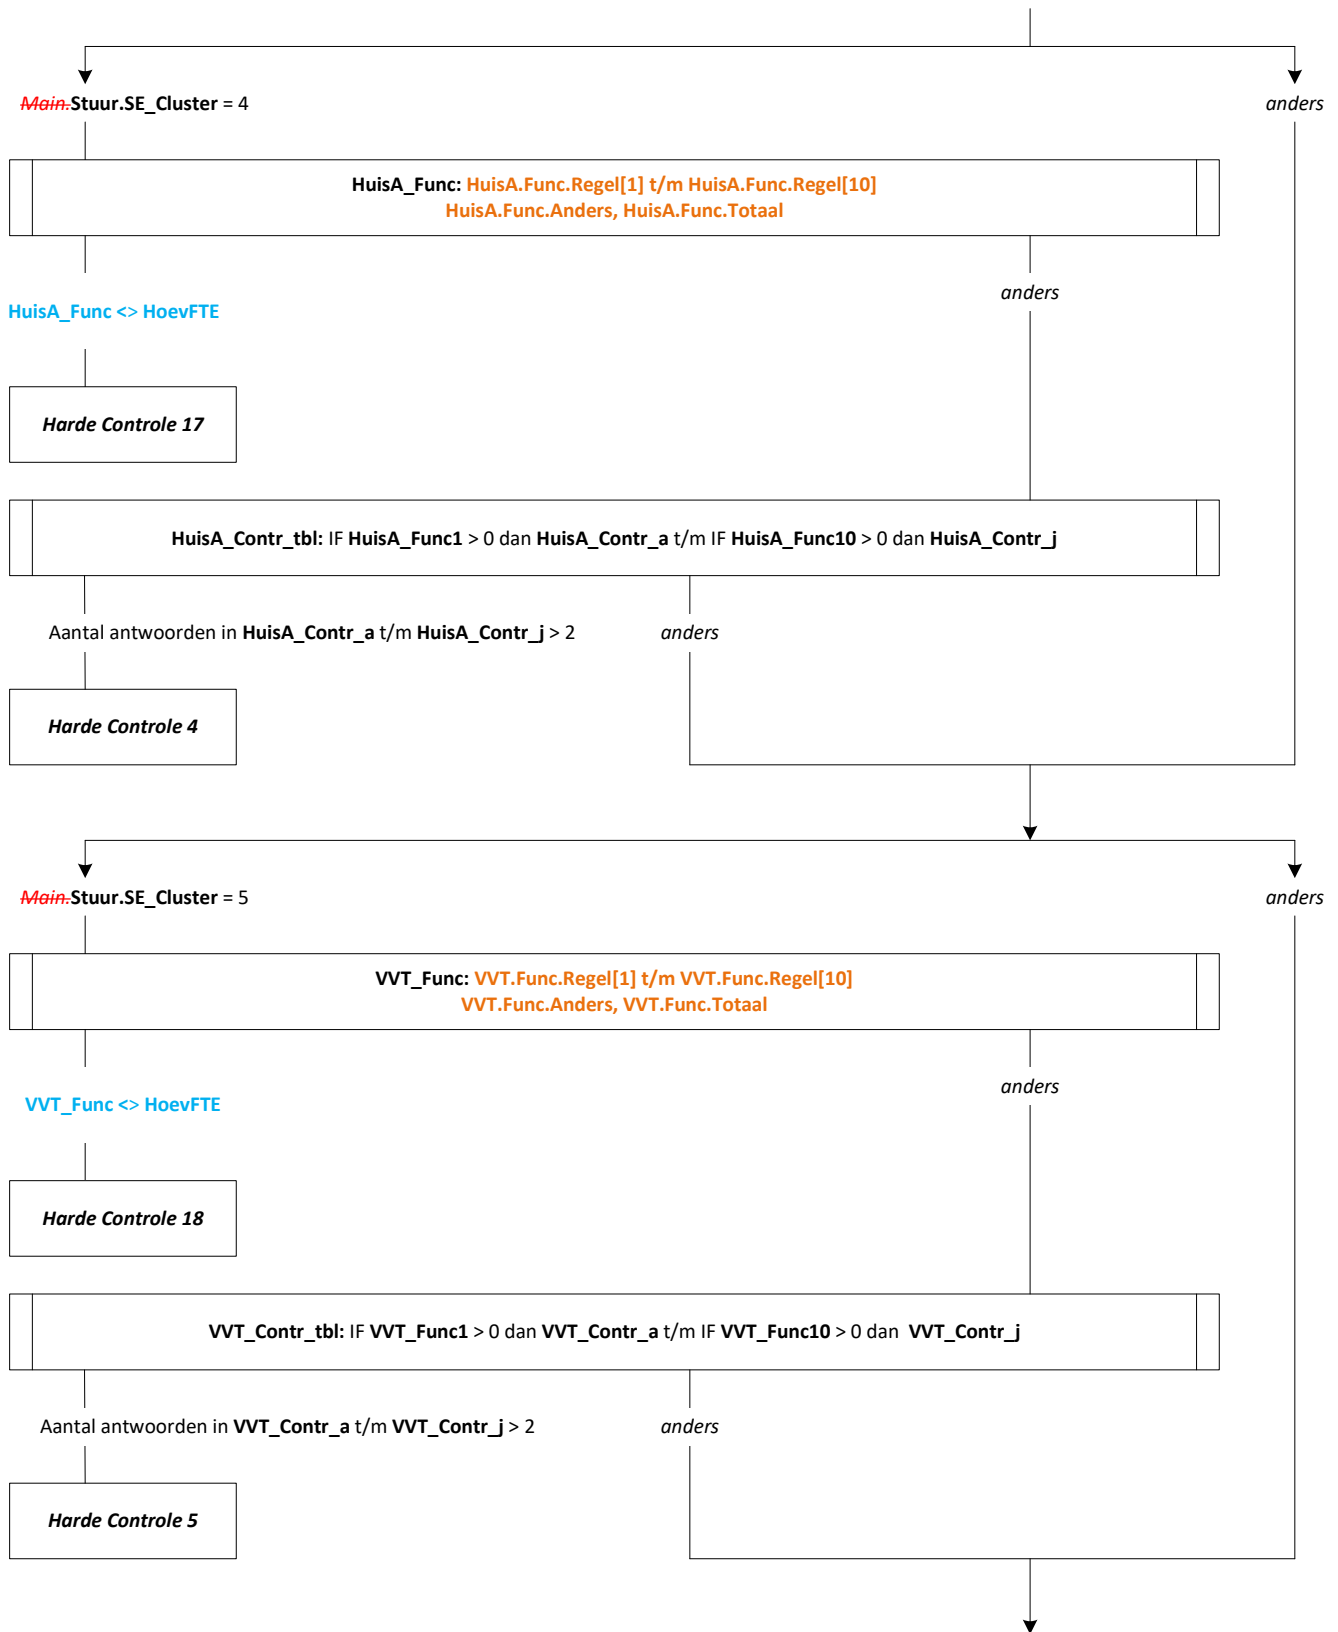 Main.Stuur.SE_Cluster = 4
anders
HuisA_Func: HuisA.Func.Regel[1] t/m HuisA.Func.Regel[10]
HuisA.Func.Anders, HuisA.Func.Totaal
anders
HuisA_Func <> HoevFTE
Harde Controle 17
HuisA_Contr_tbl: IF HuisA_Func1 > 0 dan HuisA_Contr_a t/m IF HuisA_Func10 > 0 dan HuisA_Contr_j
Aantal antwoorden in HuisA_Contr_a t/m HuisA_Contr_j > 2
anders
Harde Controle 4
Main.Stuur.SE_Cluster = 5
anders
VVT_Func: VVT.Func.Regel[1] t/m VVT.Func.Regel[10]
VVT.Func.Anders, VVT.Func.Totaal
anders
VVT_Func <> HoevFTE
Harde Controle 18
VVT_Contr_tbl: IF VVT_Func1 > 0 dan VVT_Contr_a t/m IF VVT_Func10 > 0 dan VVT_Contr_j
Aantal antwoorden in VVT_Contr_a t/m VVT_Contr_j > 2
anders
Harde Controle 5